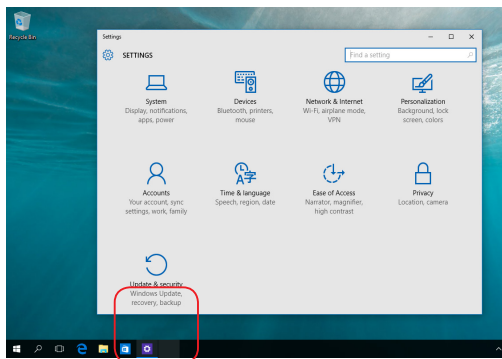 Recycle Bin
Settings
SETTINGS
Find a setting
System
Display, notifications,
apps, power
Devices
Bluetooth, printers,
mouse
Network & Internet
Wi-Fi, airplane mode,
VPN
Personalization
Background, lock
screen, colors
Accounts
Your account, sync
settings, work, family
Time & language
Speech, region, date
Ease of Access
Narrator, magnifier,
high contrast
Privacy
Location, camera
Update & security
Windows Update,
recovery, backup